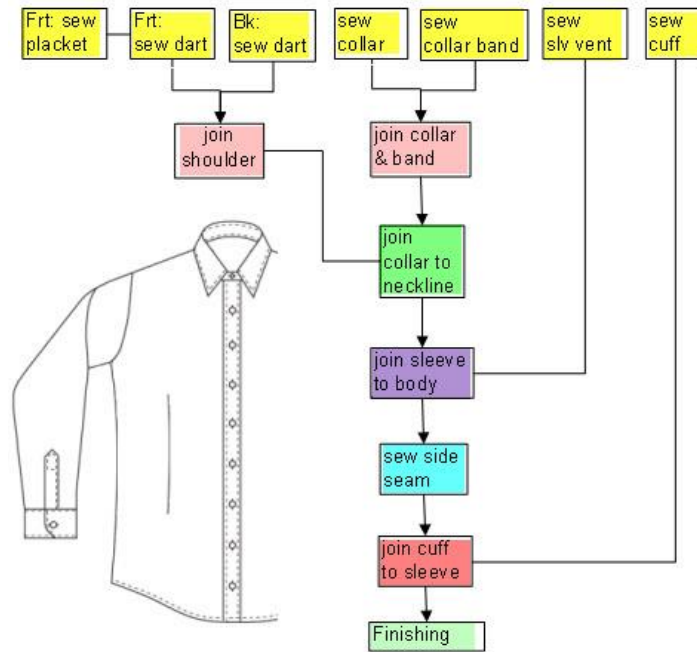 Frt: sew
placket
Frt:
sew dart
Bk:
sew dart
sew
collar
sew
collar band
sew
slv vent
sew
cuff
join
shoulder
join collar
& band
join
collar to
neckline
join sleeve
to body
sew side
seam
join cuff
to sleeve
Finishing